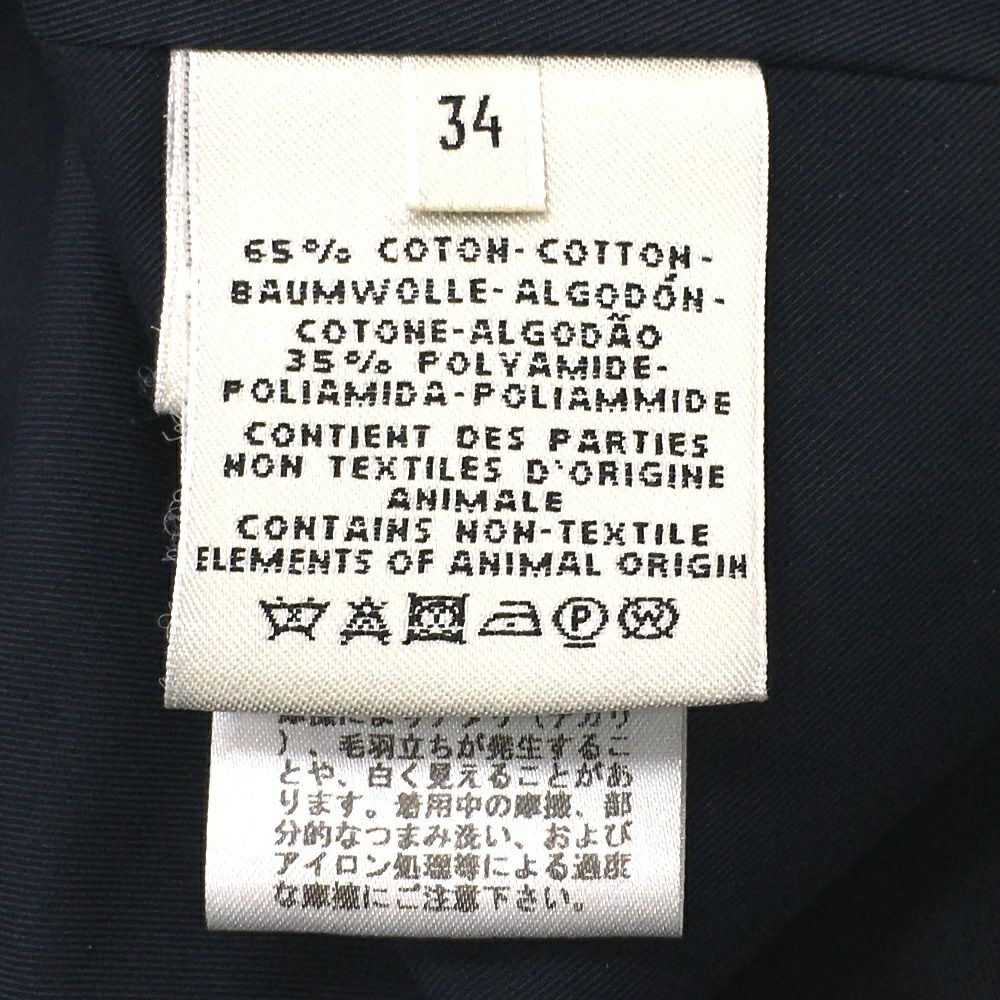 34
65% COTON-COTTON-
BAUMWOLLE-ALGODÓN-
COTONE-ALGODÃO
35% POLYAMIDE-
POLIAMIDA-POLIAMMIDE
CONTIENT DES PARTIES
NON TEXTILES D'ORIGINE
ANIMALE
CONTAINS NON-TEXTILE
ELEMENTS OF ANIMAL ORIGIN
P
W
)、毛羽立ちが発生するこ
とや、白く見えることがあ
ります。着用中の摩擦、部
分的なつまみ洗い、および
アイロン処理等による過度
な摩擦にご注意下さい。